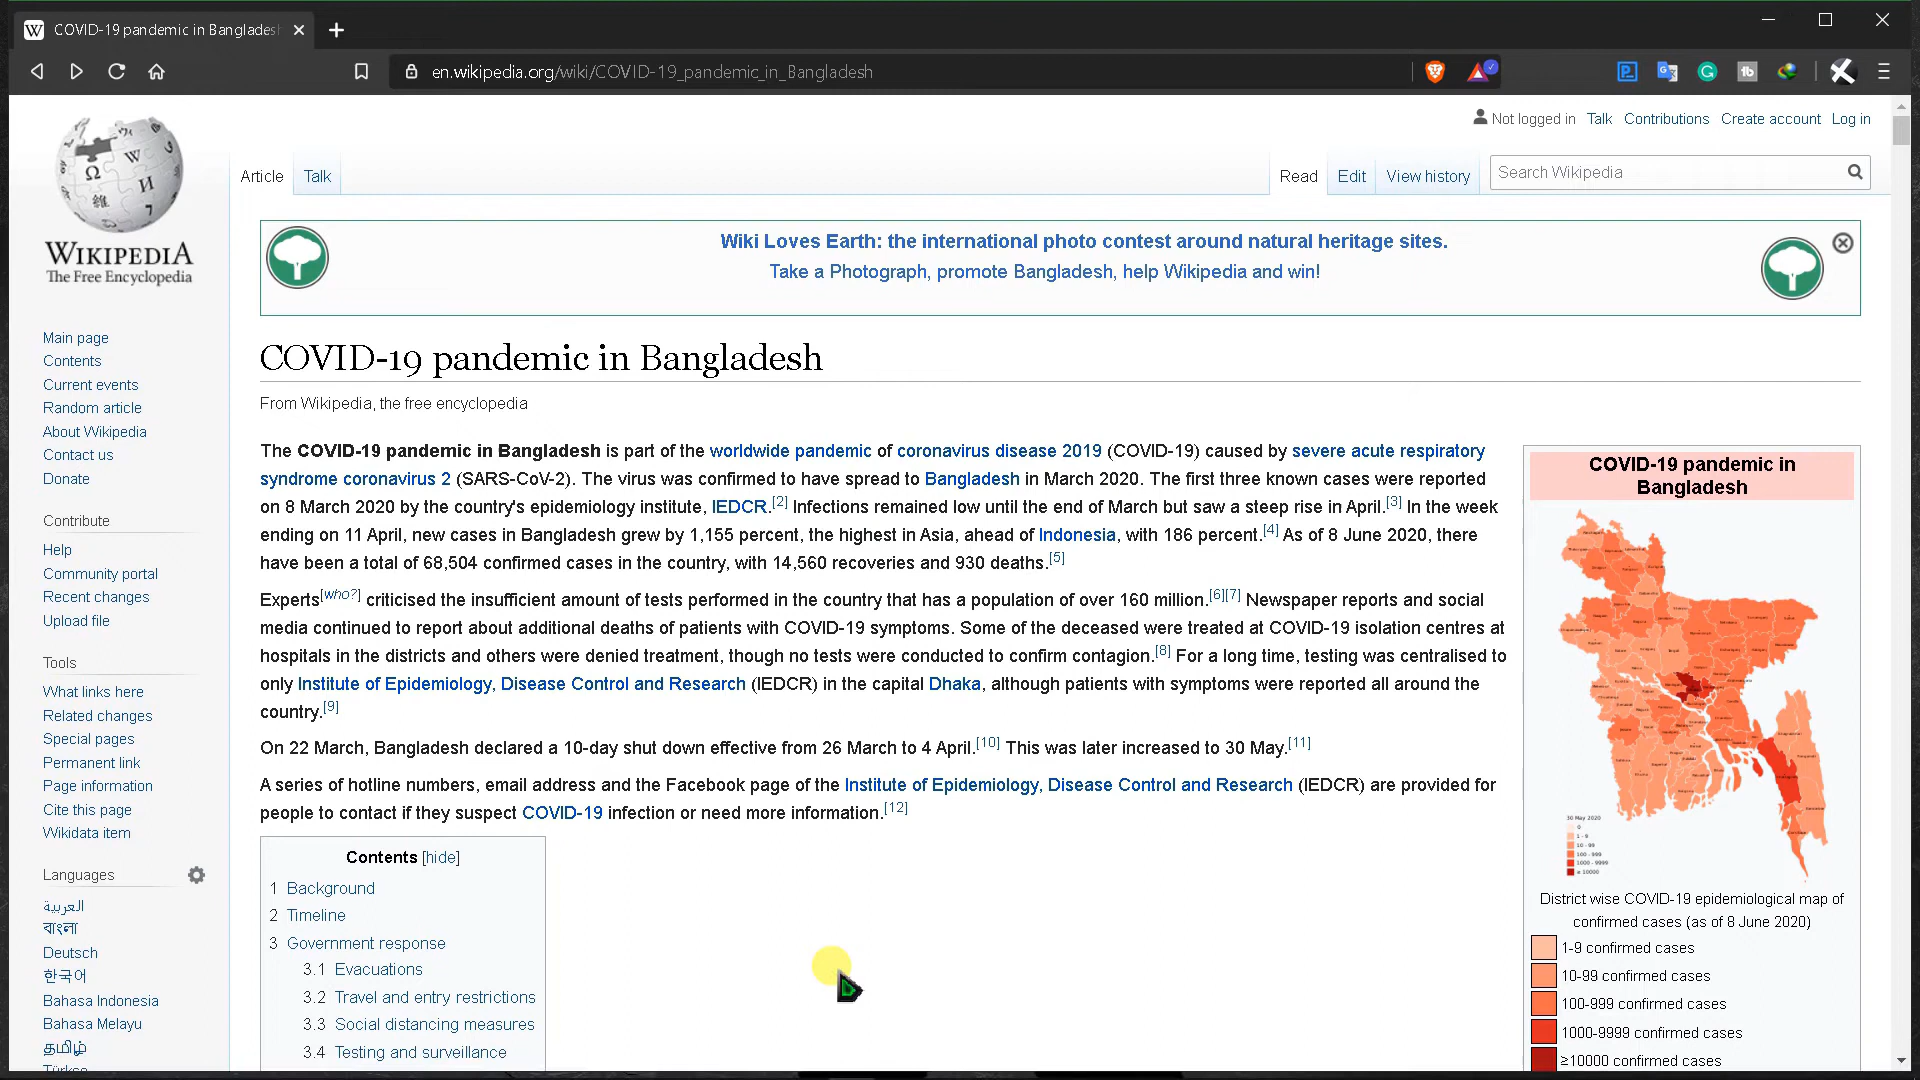 COVID-19 pandemic in Banglades
en.wikipedia.org/wiki/COVID-19_pandemic_in_Bangladesh
Not logged in Talk Contributions Create account Log in
Article Talk Read Edit View history Search Wikipedia
WIKIPEDIA
The Free Encyclopedia
Main page
Contents
Current events
Random article
About Wikipedia
Contact us
Donate
Contribute
Help
Community portal
Recent changes
Upload file
Tools
What links here
Related changes
Special pages
Permanent link
Page information
Cite this page
Wikidata item
Languages
العربية
বাংলা
Deutsch
한국어
Bahasa Indonesia
Bahasa Melayu
தமிழ்
Türkçe
Wiki Loves Earth: the international photo contest around natural heritage sites.
Take a Photograph, promote Bangladesh, help Wikipedia and win!
COVID-19 pandemic in Bangladesh
From Wikipedia, the free encyclopedia
The COVID-19 pandemic in Bangladesh is part of the worldwide pandemic of coronavirus disease 2019 (COVID-19) caused by severe acute respiratory
syndrome coronavirus 2 (SARS-CoV-2). The virus was confirmed to have spread to Bangladesh in March 2020. The first three known cases were reported
on 8 March 2020 by the country's epidemiology institute, IEDCR.[2] Infections remained low until the end of March but saw a steep rise in April.[3] In the week
ending on 11 April, new cases in Bangladesh grew by 1,155 percent, the highest in Asia, ahead of Indonesia, with 186 percent.[4] As of 8 June 2020, there
have been a total of 68,504 confirmed cases in the country, with 14,560 recoveries and 930 deaths.[5]
Experts[who?] criticised the insufficient amount of tests performed in the country that has a population of over 160 million.[6][7] Newspaper reports and social
media continued to report about additional deaths of patients with COVID-19 symptoms. Some of the deceased were treated at COVID-19 isolation centres at
hospitals in the districts and others were denied treatment, though no tests were conducted to confirm contagion.[8] For a long time, testing was centralised to
only Institute of Epidemiology, Disease Control and Research (IEDCR) in the capital Dhaka, although patients with symptoms were reported all around the
country.[9]
On 22 March, Bangladesh declared a 10-day shut down effective from 26 March to 4 April.[10] This was later increased to 30 May.[11]
A series of hotline numbers, email address and the Facebook page of the Institute of Epidemiology, Disease Control and Research (IEDCR) are provided for
people to contact if they suspect COVID-19 infection or need more information.[12]
Contents [hide]
1 Background
2 Timeline
3 Government response
3.1 Evacuations
3.2 Travel and entry restrictions
3.3 Social distancing measures
3.4 Testing and surveillance
COVID-19 pandemic in
Bangladesh
30 May 2020
0
1 - 9
10 - 99
100 - 999
1000 - 9999
≥ 10000
District wise COVID-19 epidemiological map of
confirmed cases (as of 8 June 2020)
1-9 confirmed cases
10-99 confirmed cases
100-999 confirmed cases
1000-9999 confirmed cases
≥10000 confirmed cases